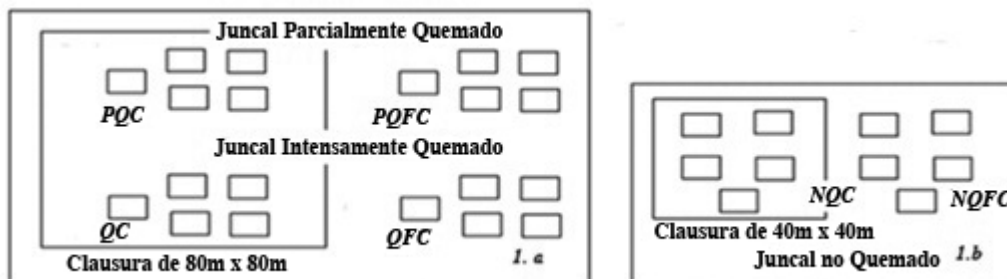 Juncal Parcialmente Quemado
PQC
PQFC
Juncal Intensamente Quemado
QC
QFC
Clausura de 80m x 80m
1. a
NQC
NQFC
Clausura de 40m x 40m
Juncal no Quemado
1.b